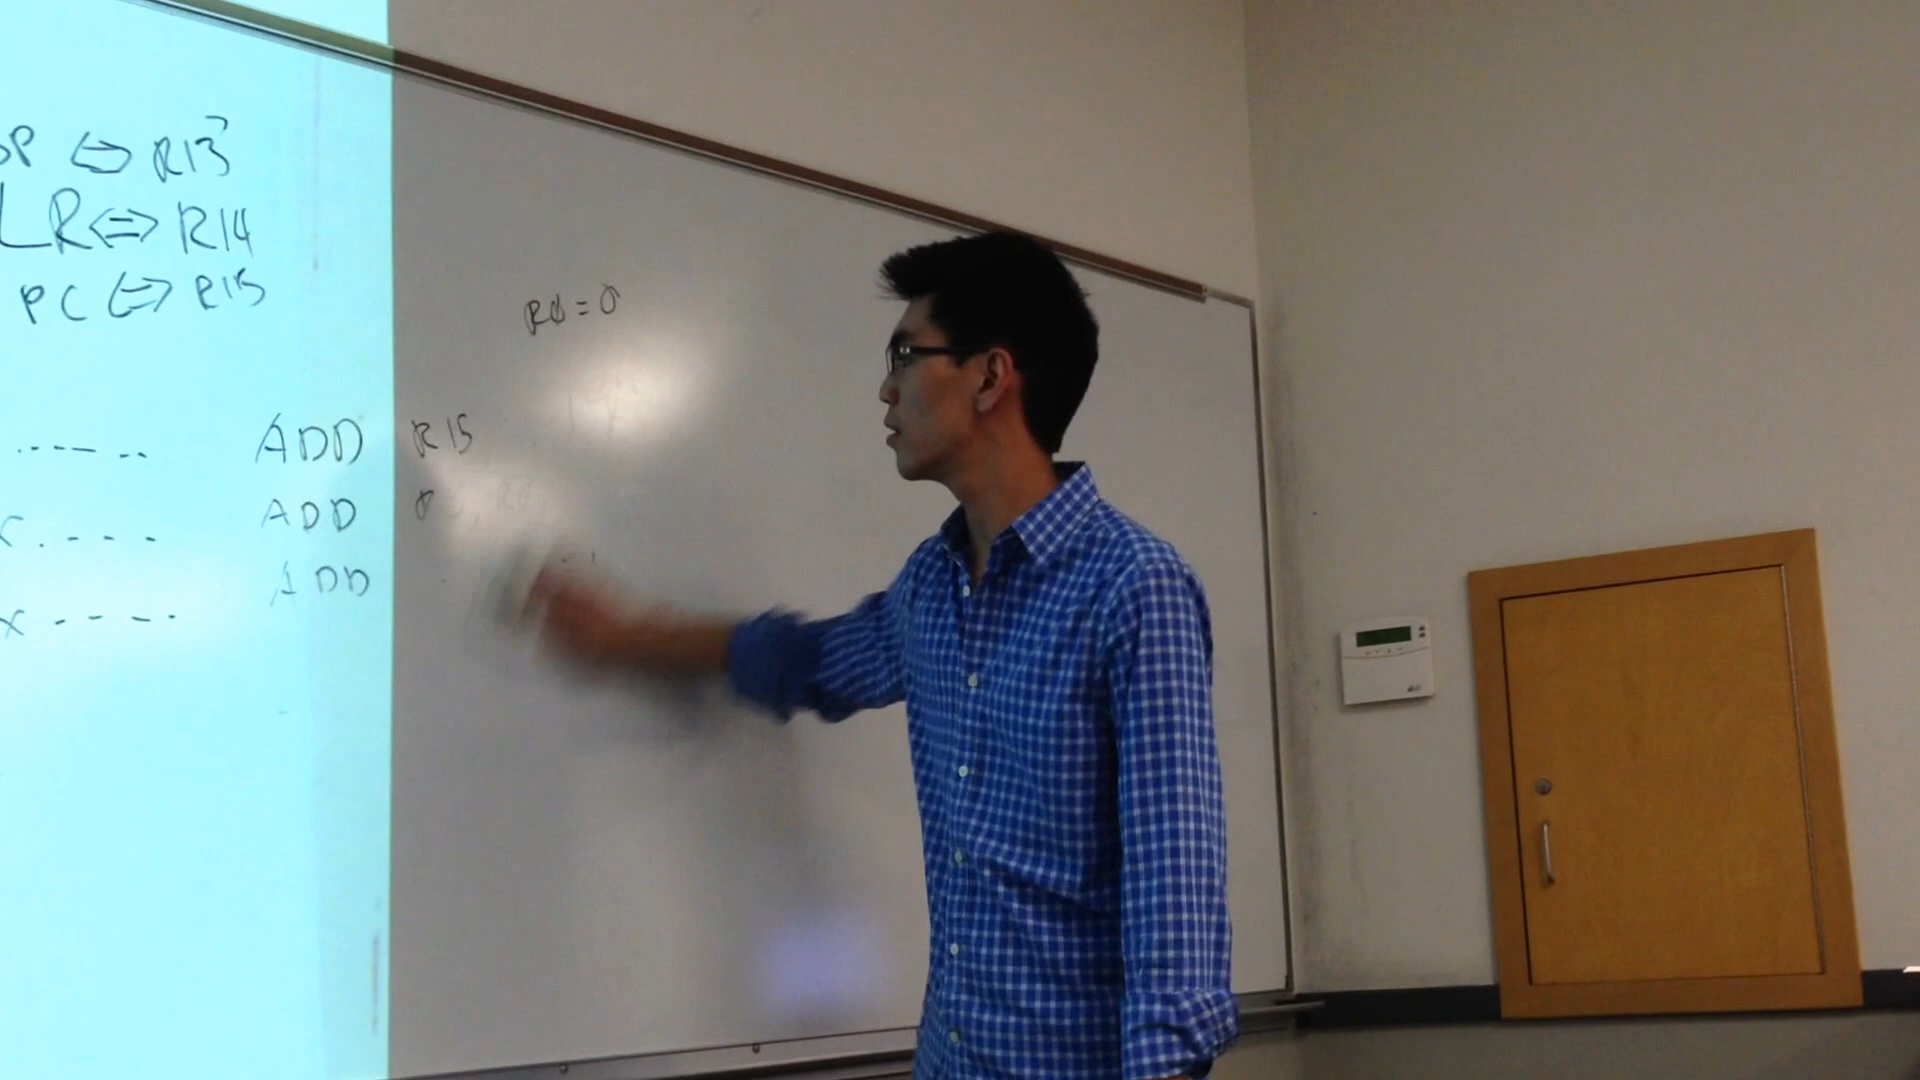 SP ⇔ R13
LR ⇔ R14
PC ⇔ R15
R0 = 0
ADD R15
ADD
ADD